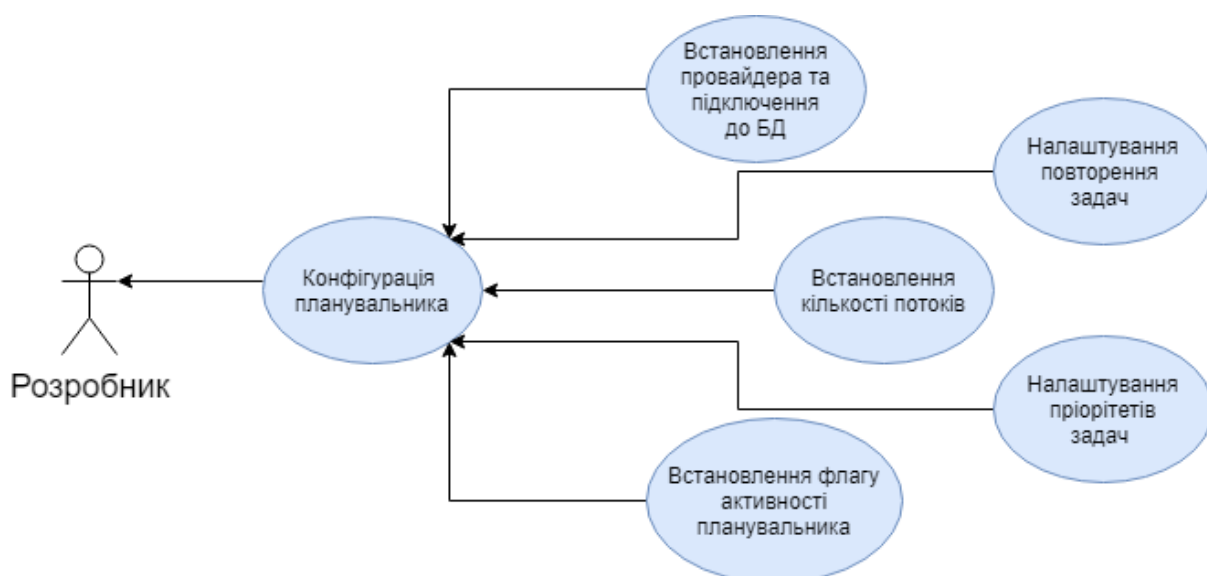 Встановлення
провайдера та
підключення
до БД
Налаштування
повторення
задач
Конфігурація
планувальника
Встановлення
кількості потоків
Розробник
Налаштування
пріорітетів
задач
Встановлення флагу
активності
планувальника